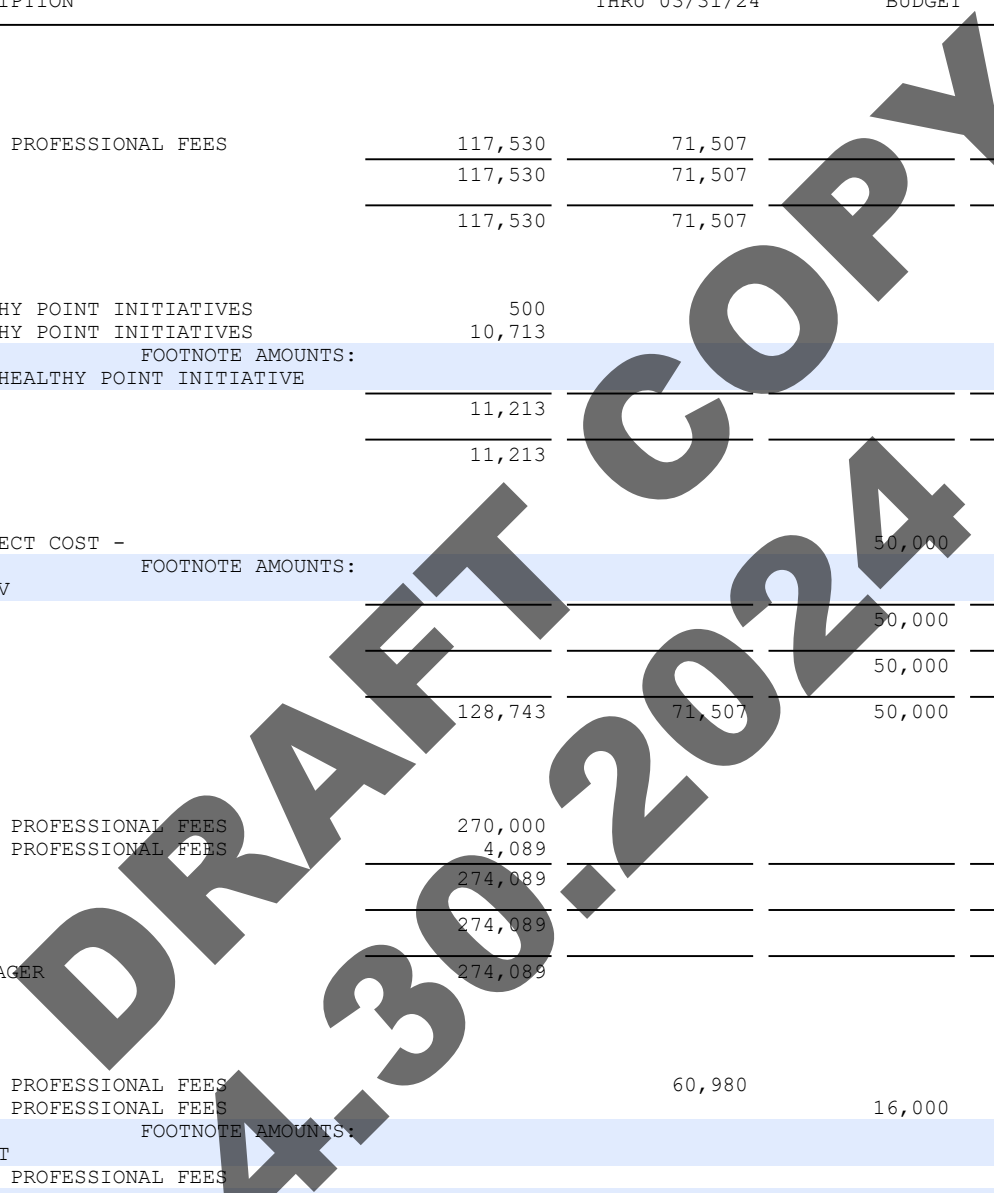 THRU 03/31/24 BUDGET
PROFESSIONAL FEES 117,530 71,507
117,530 71,507
117,530 71,507
HY POINT INITIATIVES 500
HY POINT INITIATIVES 10,713
FOOTNOTE AMOUNTS:
HEALTHY POINT INITIATIVE
11,213
11,213
ECT COST - 50,000
FOOTNOTE AMOUNTS:
V
50,000
50,000
128,743 71,507 50,000
PROFESSIONAL FEES 270,000
PROFESSIONAL FEES 4,089
274,089
274,089
AGER 274,089
PROFESSIONAL FEES 60,980
PROFESSIONAL FEES 16,000
FOOTNOTE AMOUNTS:
T
PROFESSIONAL FEES
DRAFT COPY
4.30.2024